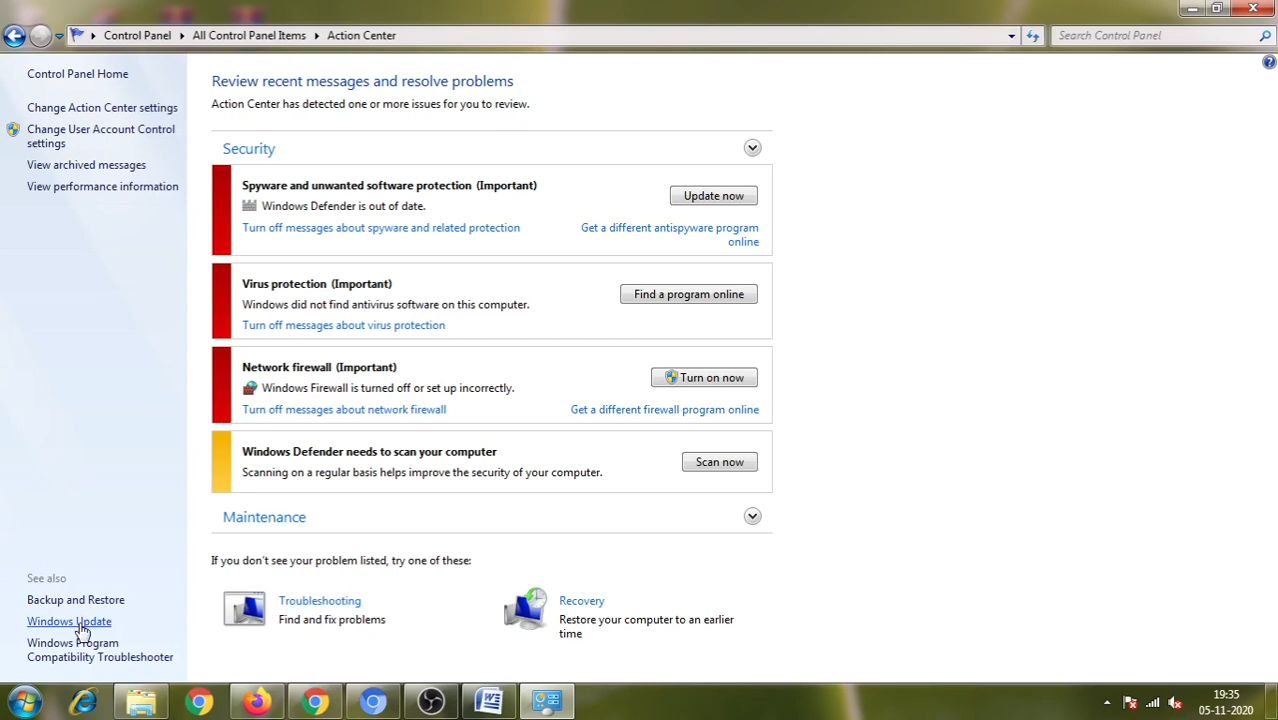 Control Panel
All Control Panel Items
Action Center
Search Control Panel
Control Panel Home
Change Action Center settings
Change User Account Control
settings
View archived messages
View performance information
Review recent messages and resolve problems
Action Center has detected one or more issues for you to review.
Security
Spyware and unwanted software protection (Important)
Update now
Windows Defender is out of date.
Turn off messages about spyware and related protection
Get a different antispyware program
online
Virus protection (Important)
Find a program online
Windows did not find antivirus software on this computer.
Turn off messages about virus protection
Network firewall (Important)
Turn on now
Windows Firewall is turned off or set up incorrectly.
Turn off messages about network firewall
Get a different firewall program online
Windows Defender needs to scan your computer
Scan now
Scanning on a regular basis helps improve the security of your computer.
Maintenance
If you don't see your problem listed, try one of these:
Troubleshooting
Find and fix problems
Recovery
Restore your computer to an earlier
time
See also
Backup and Restore
Windows Update
Windows Program
Compatibility Troubleshooter
19:35
05-11-2020